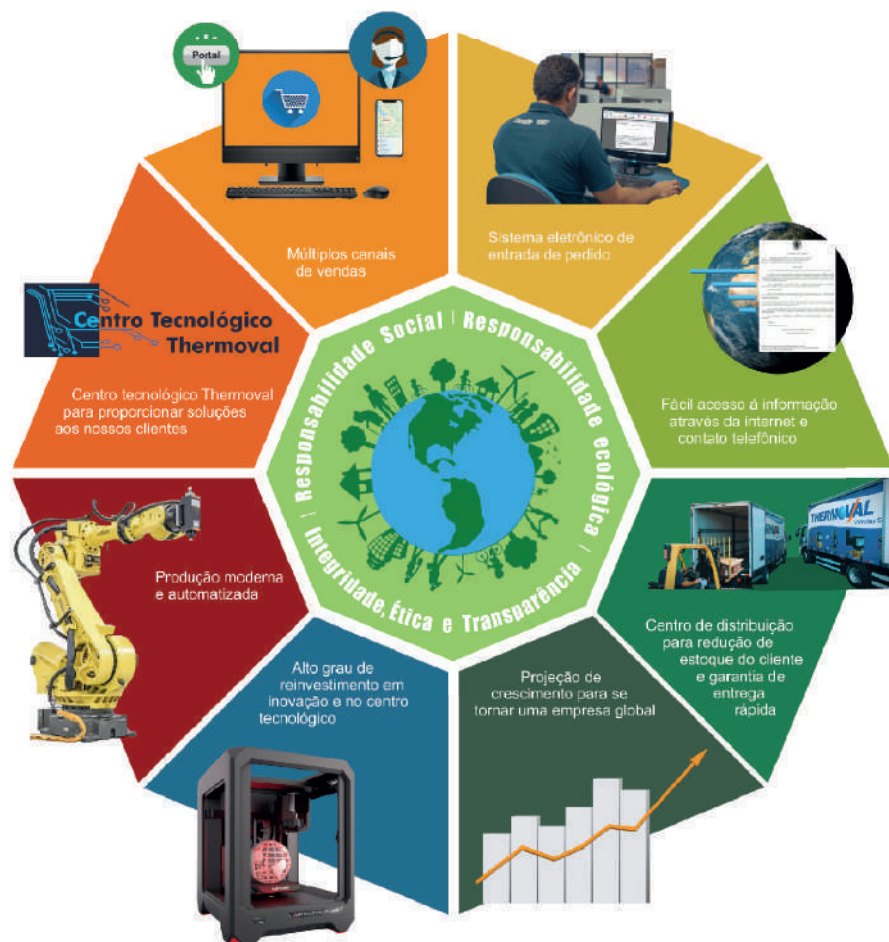 Portal
Múltiplos canais
de vendas
Sistema eletrônico de
entrada de pedido
Centro Tecnológico
Thermoval
Centro tecnológico Thermoval
para proporcionar soluções
aos nossos clientes
Fácil acesso à informação
através da internet e
contato telefônico
Responsabilidade Social | Responsabilidade ecológica |
Integridade, Ética e Transparência |
Produção moderna
e automatizada
THERMOVAL
THERMOVAL
Centro de distribuição
para redução de
estoque do cliente
e garantia de
entrega
rápida
Alto grau de
reinvestimento em
inovação e no centro
tecnológico
Projeção de
crescimento para se
tornar uma empresa global